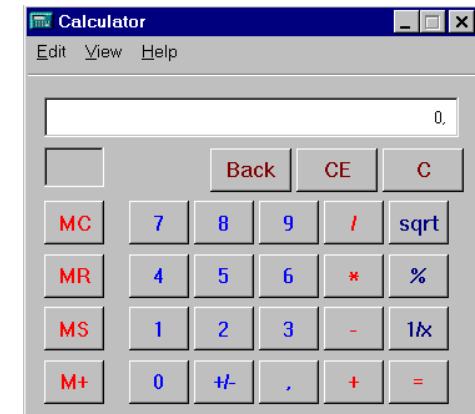 Calculator
Edit View Help
0,
Back CE C
MC 7 8 9 / sqrt
MR 4 5 6 * %
MS 1 2 3 - 1/x
M+ 0 +/- , + =